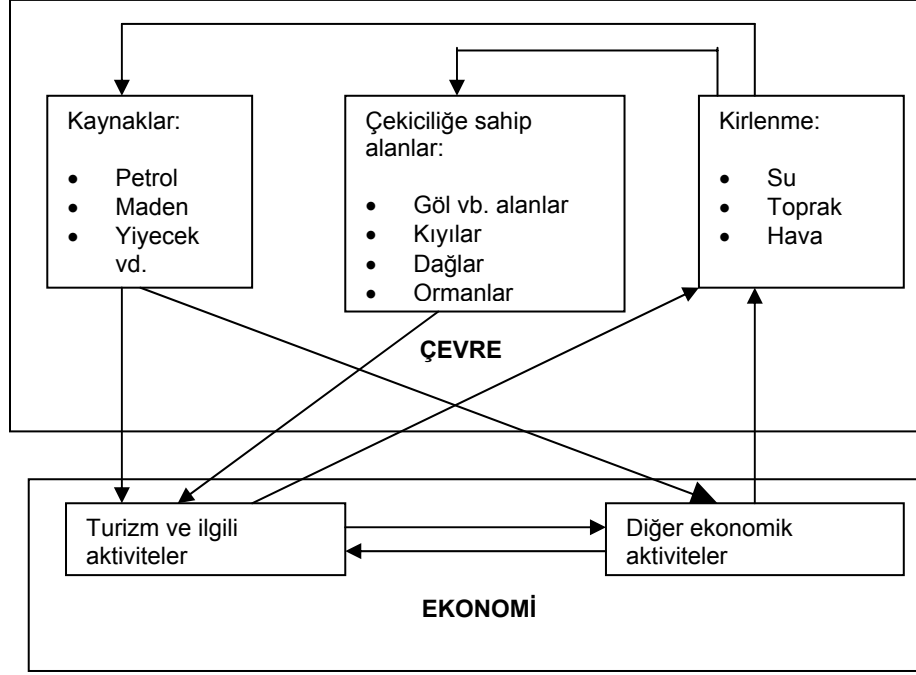 Kaynaklar:
• Petrol
• Maden
• Yiyecek
vd.
Çekiciliğe sahip
alanlar:
• Göl vb. alanlar
• Kıyılar
• Dağlar
• Ormanlar
Kirlenme:
• Su
• Toprak
• Hava
ÇEVRE
Turizm ve ilgili
aktiviteler
Diğer ekonomik
aktiviteler
EKONOMİ